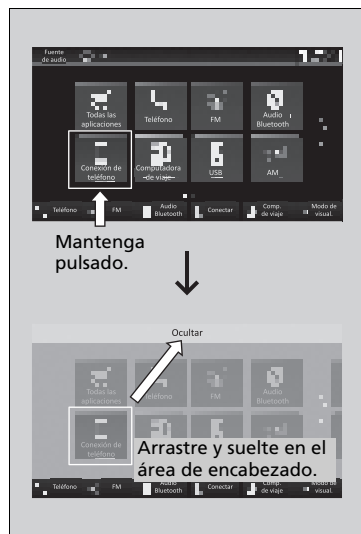 Fuente
de audio
Todas las
aplicaciones
Teléfono
FM
Audio
Bluetooth
Conexión de
teléfono
Computadora
de viaje
USB
AM
Teléfono
FM
Audio
Bluetooth
Conectar
Comp.
de viaje
Modo de
visual.
Mantenga
pulsado.
Ocultar
Todas las
aplicaciones
Teléfono
FM
Audio
Bluetooth
Conexión de
teléfono
Arrastre y suelte en el
área de encabezado.
Teléfono
FM
Audio
Bluetooth
Conectar
Comp.
de viaje
Modo de
visual.